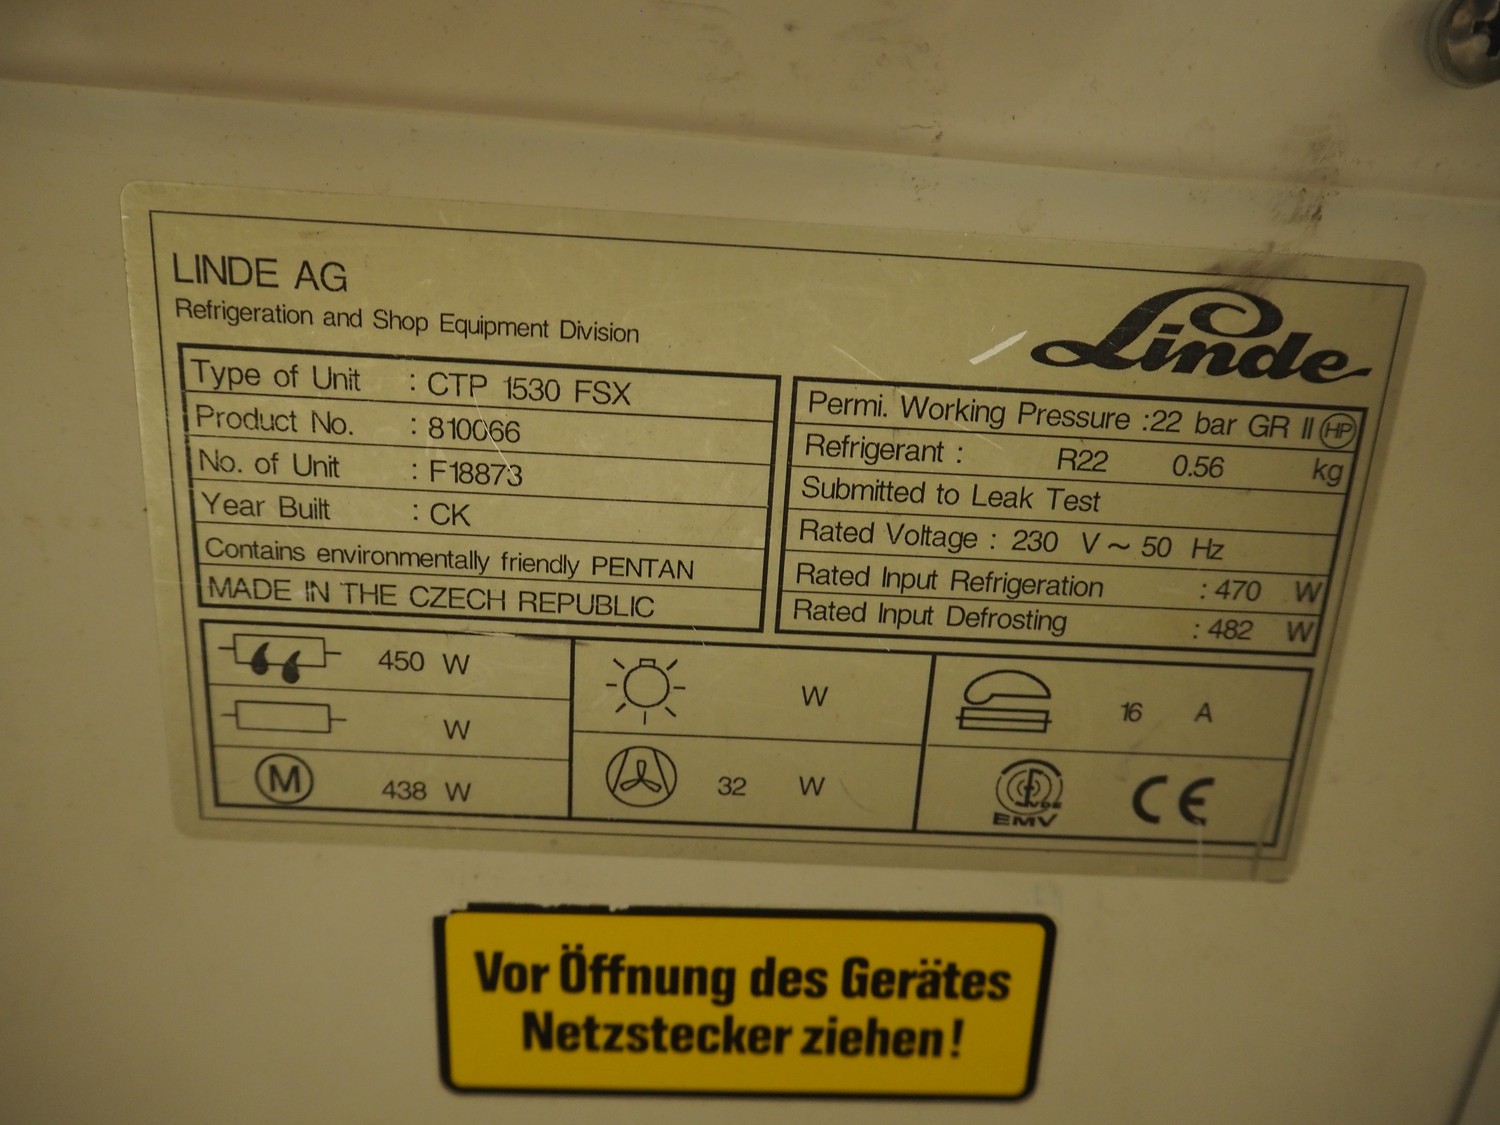 LINDE AG
Refrigeration and Shop Equipment Division
Linde
Type of Unit : CTP 1530 FSX
Product No. : 810066
No. of Unit : F18873
Year Built : CK
Contains environmentally friendly PENTAN
MADE IN THE CZECH REPUBLIC
Permi. Working Pressure :22 bar GR II HP
Refrigerant : R22 0.56 kg
Submitted to Leak Test
Rated Voltage : 230 V ~ 50 Hz
Rated Input Refrigeration : 470 W
Rated Input Defrosting : 482 W
450 W
W
M 438 W
W
32 W
16 A
VDE
EMV
CE
Vor Öffnung des Gerätes
Netzstecker ziehen!